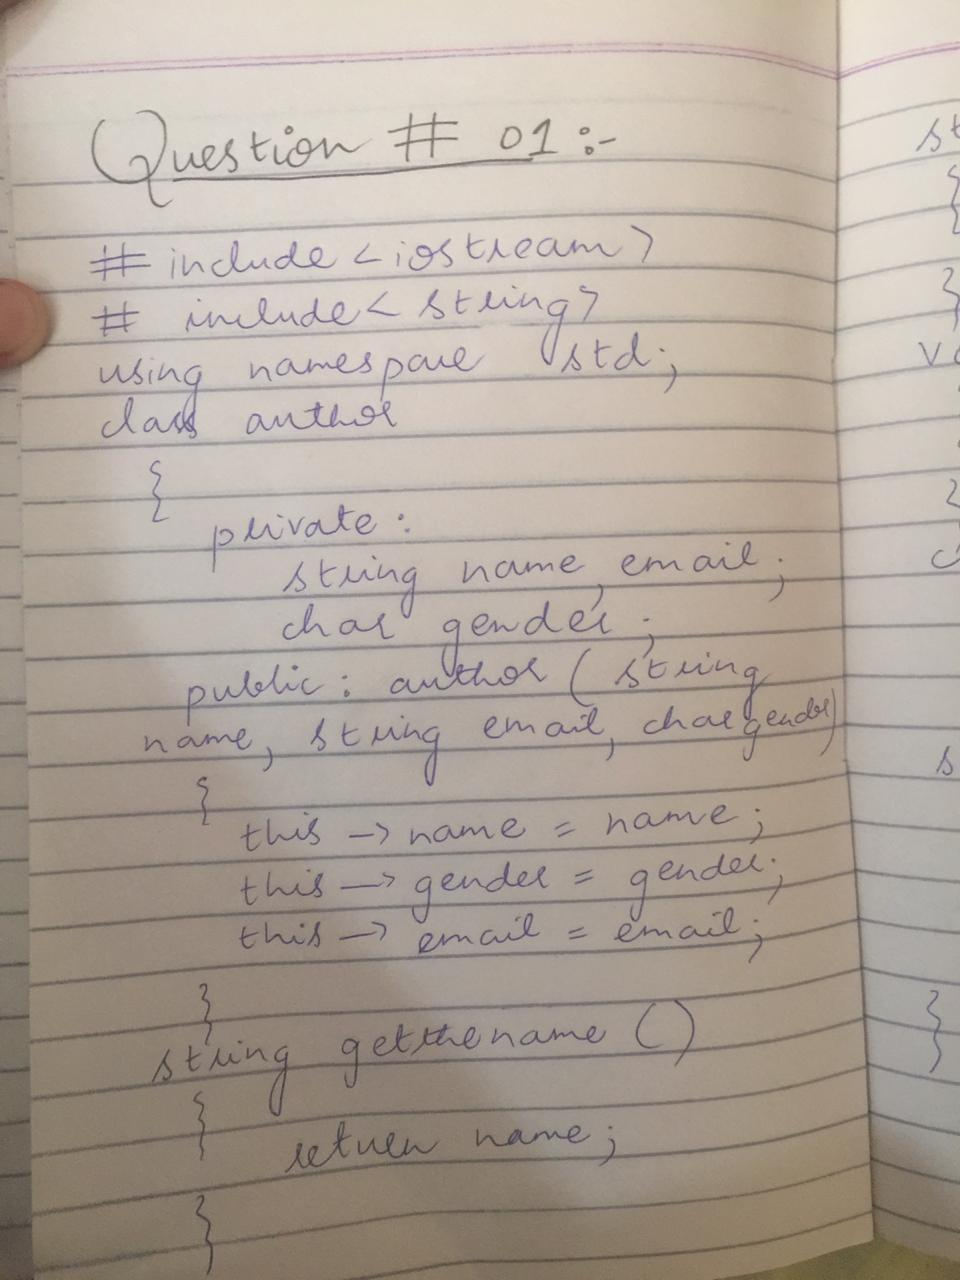 Question # 01:-
# include <iostream>
# include < string>
using namespace std;
class author
{
private:
string name, email;
char gender;
public: author (string
name, string email, char gender)
{
this -> name = name;
this -> gender = gender;
this -> email = email;
}
string getthename ()
{
return name;
}
st
{
}
{
s
}